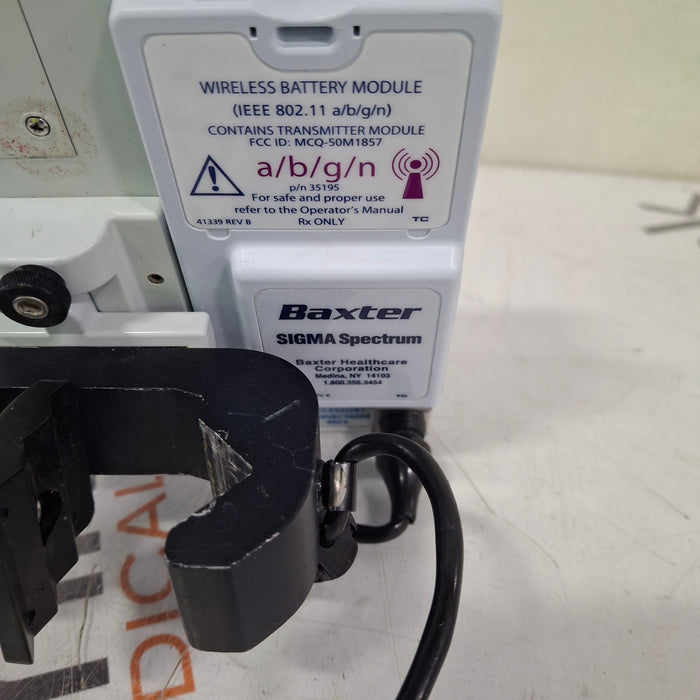 WIRELESS BATTERY MODULE
(IEEE 802.11 a/b/g/n)
CONTAINS TRANSMITTER MODULE
FCC ID: MCQ-50M1857
a/b/g/n
p/n 35195
For safe and proper use
refer to the Operator's Manual
41339 REV B Rx ONLY TC
Baxter
SIGMA Spectrum
Baxter Healthcare
Corporation
Medina, NY 14103
1.800.356.3454
TC
DICAL